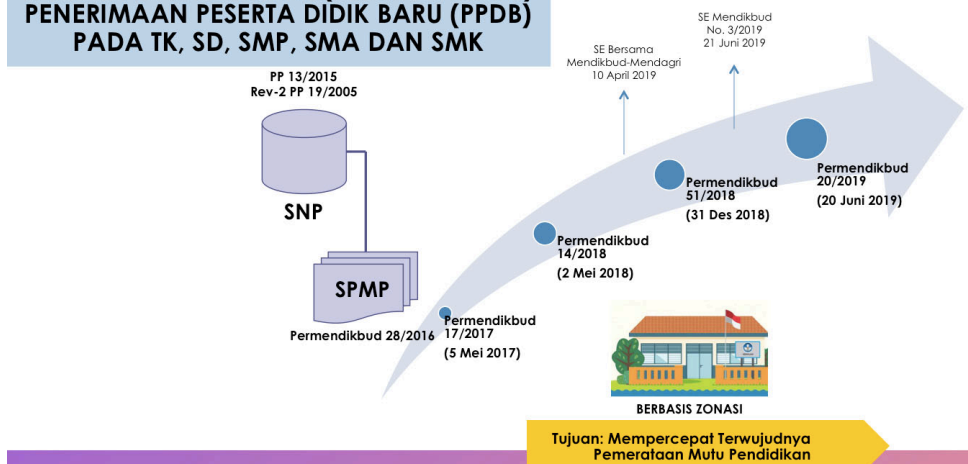 PENERIMAAN PESERTA DIDIK BARU (PPDB)
PADA TK, SD, SMP, SMA DAN SMK
PP 13/2015
Rev-2 PP 19/2005
SNP
SPMP
Permendikbud 28/2016
Permendikbud
17/2017
(5 Mei 2017)
Permendikbud
14/2018
(2 Mei 2018)
SE Bersama
Mendikbud-Mendagri
10 April 2019
Permendikbud
51/2018
(31 Des 2018)
SE Mendikbud
No. 3/2019
21 Juni 2019
Permendikbud
20/2019
(20 Juni 2019)
BERBASIS ZONASI
Tujuan: Mempercepat Terwujudnya
Pemerataan Mutu Pendidikan